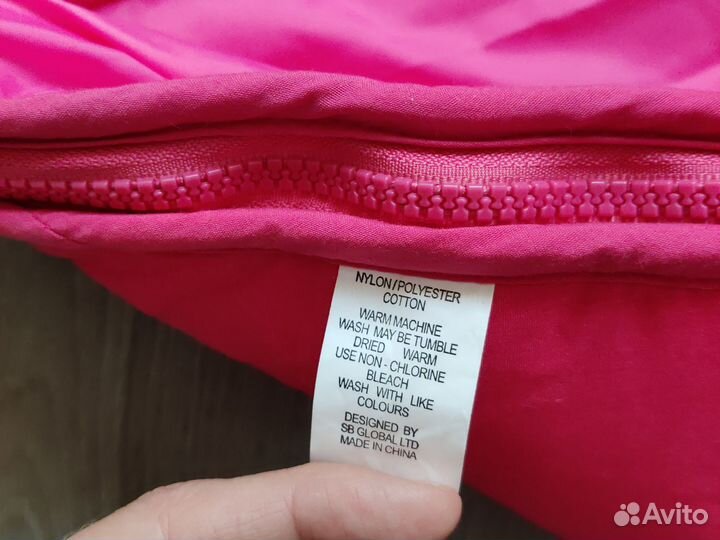 NYLON/POLYESTER
COTTON
WARM MACHINE
WASH MAY BE TUMBLE
DRIED WARM
USE NON-CHLORINE
BLEACH
WASH WITH LIKE
COLOURS
DESIGNED BY
SB GLOBAL LTD
MADE IN CHINA
Avito